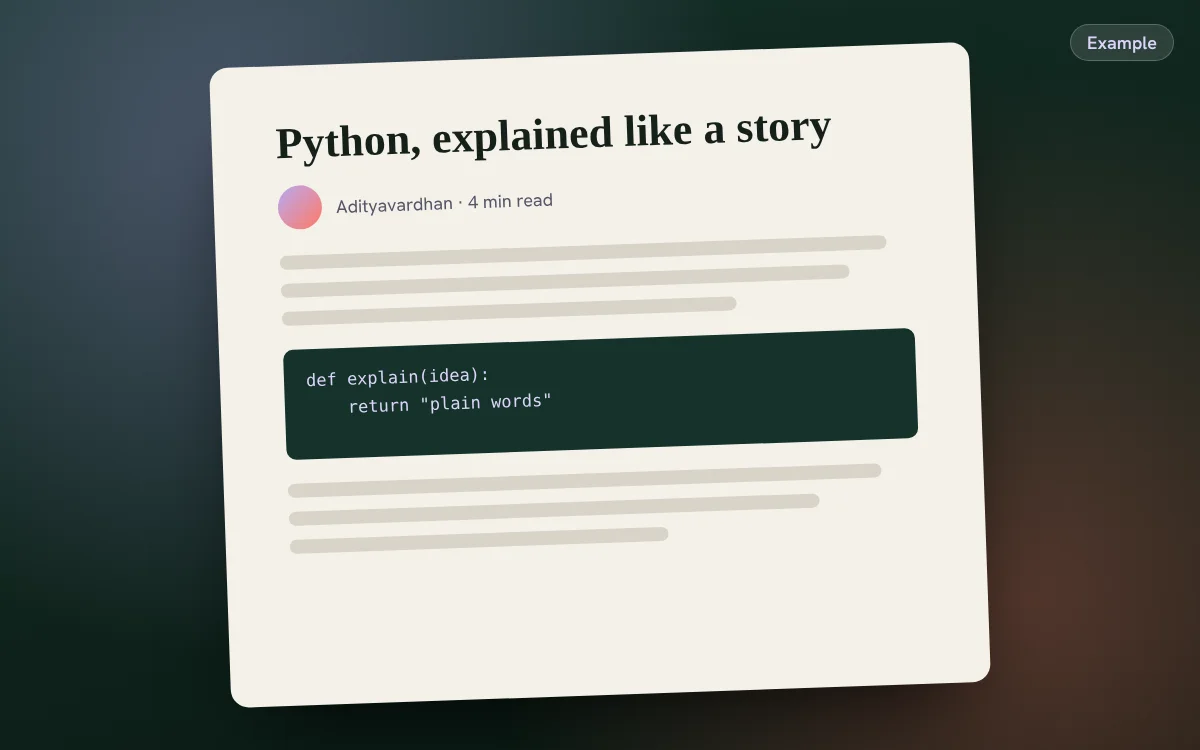 Example
Python, explained like a story
Adityavardhan · 4 min read
def explain(idea):
    return "plain words"